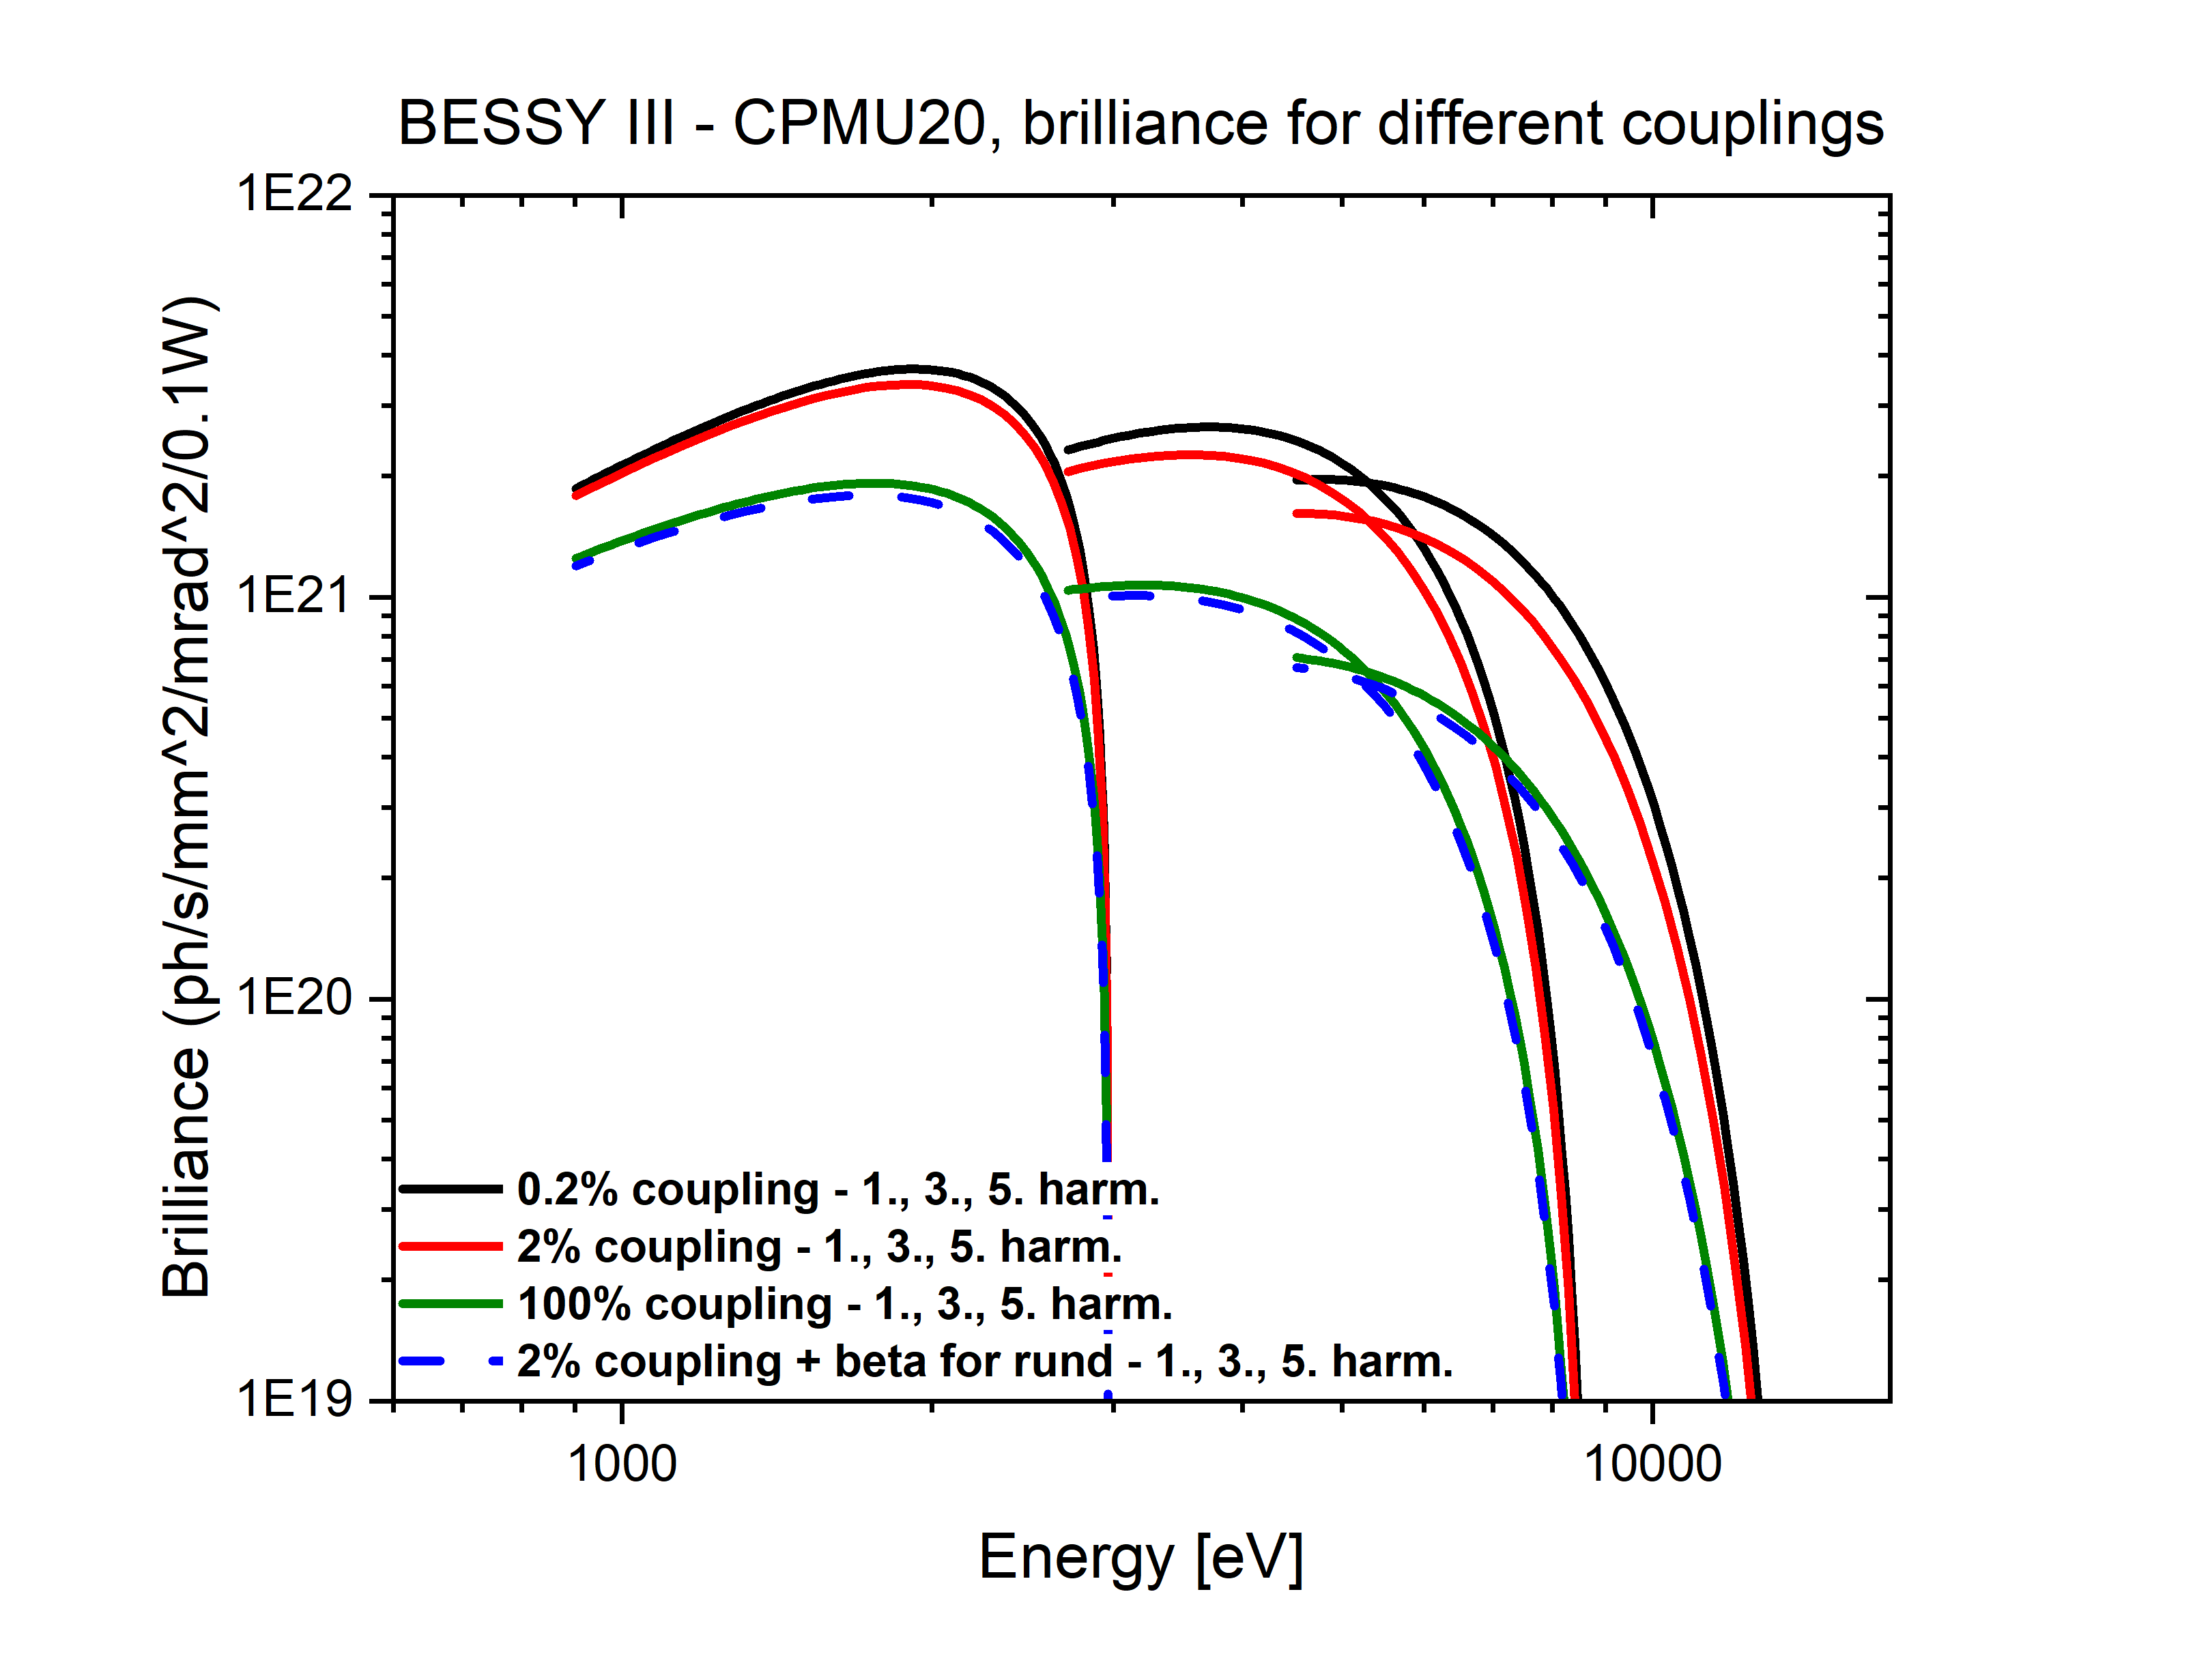 BESSY III - CPMU20, brilliance for different couplings
Brilliance (ph/s/mm^2/mrad^2/0.1W)
1E22
1E21
1E20
1E19
0.2% coupling - 1., 3., 5. harm.
2% coupling - 1., 3., 5. harm.
100% coupling - 1., 3., 5. harm.
2% coupling + beta for rund - 1., 3., 5. harm.
1000
10000
Energy [eV]